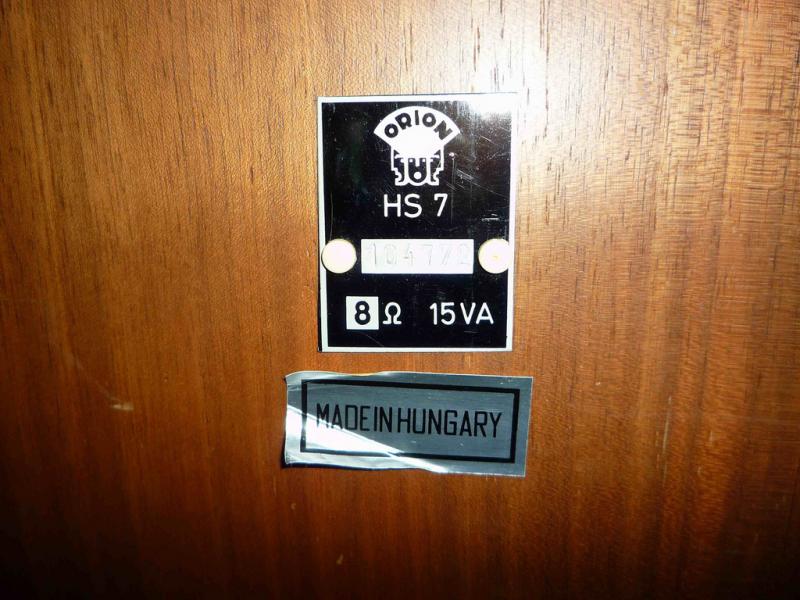 ORION
HS 7
8 Ω 15 VA
MADE IN HUNGARY